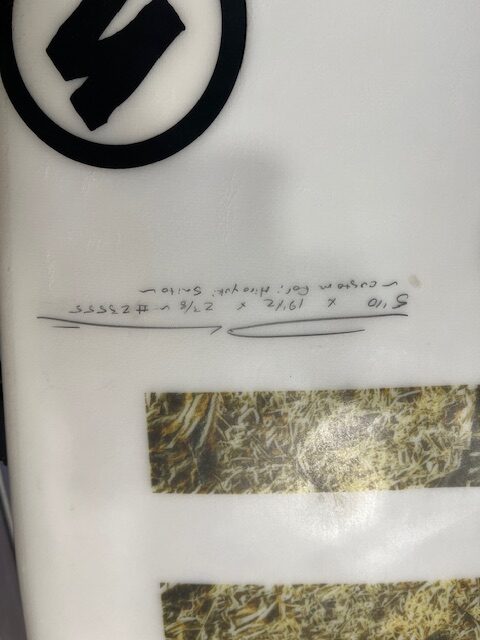 5'10 x 19 1/2 x 2 3/8 ~ #23555
~ custom for: Hiroyuki Saito ~